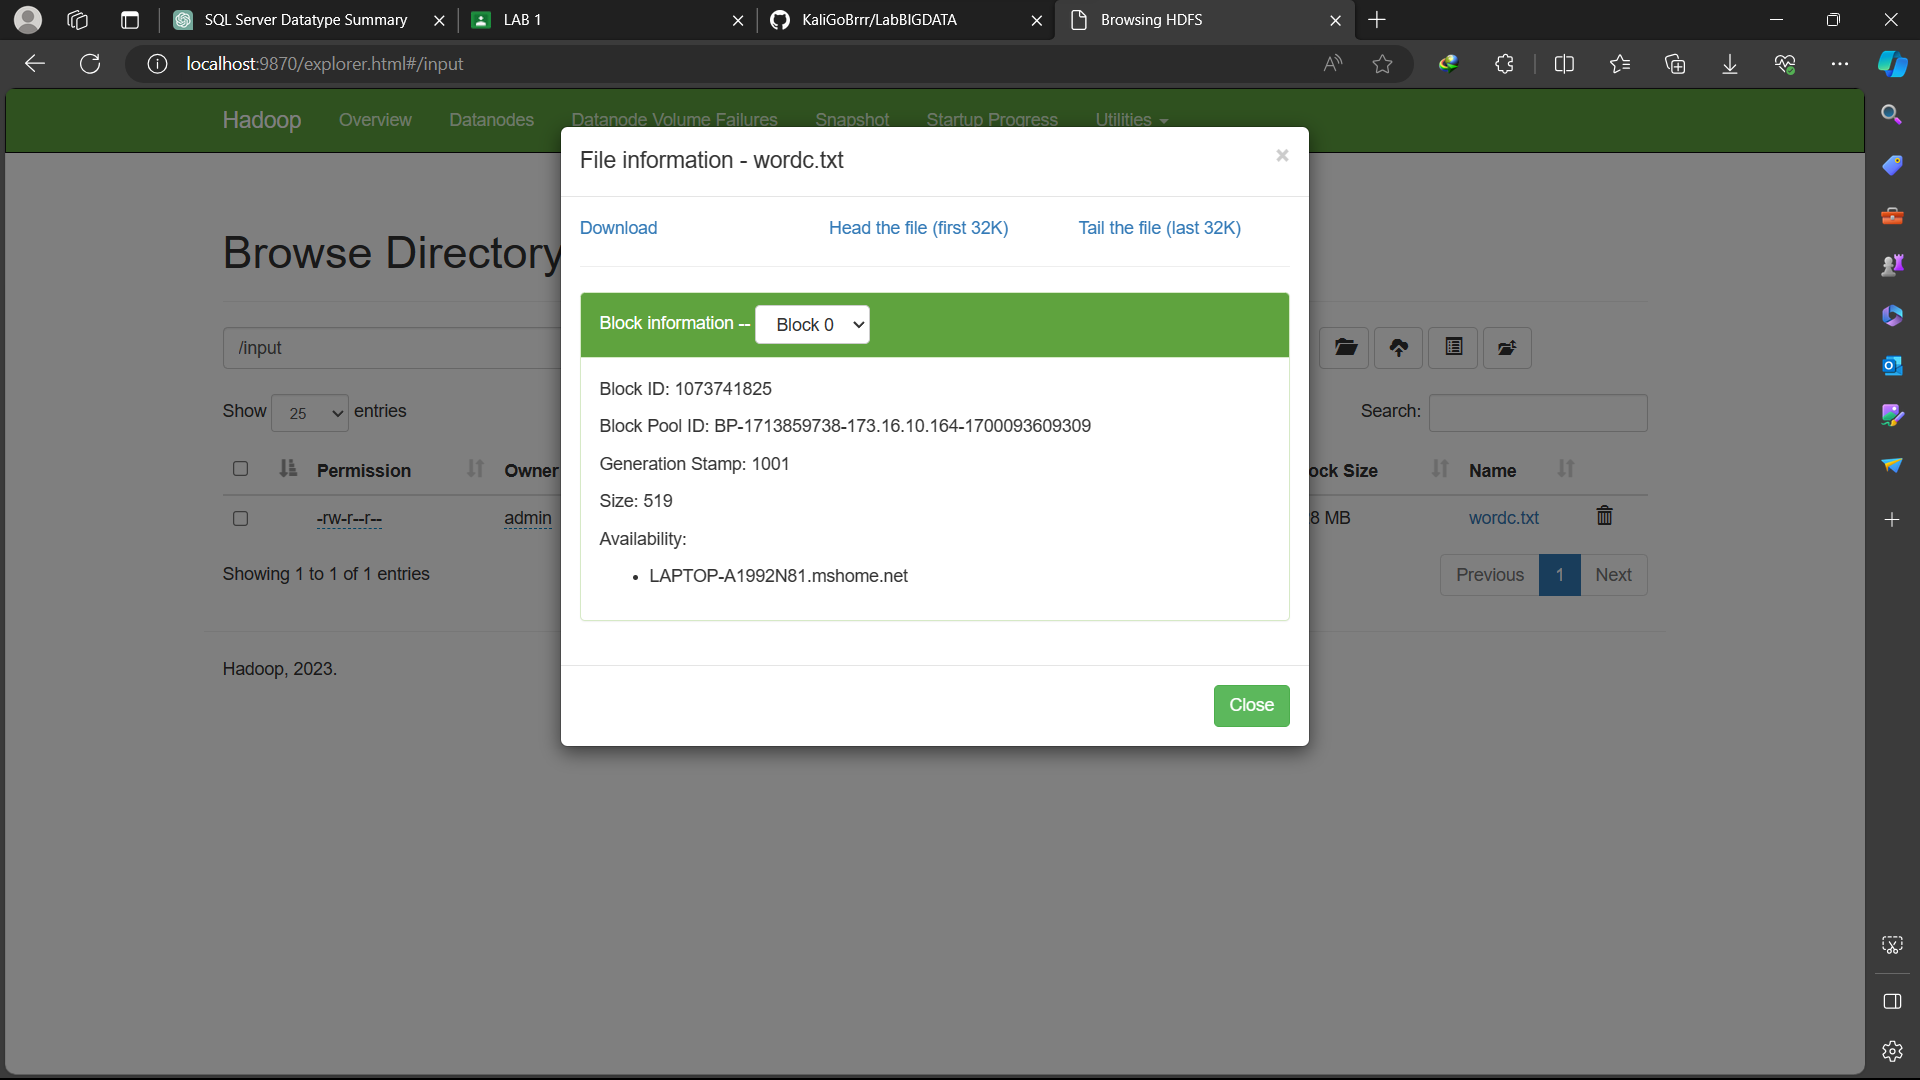 SQL Server Datatype Summary
LAB 1
KaliGoBrrr/LabBIGDATA
Browsing HDFS
localhost:9870/explorer.html#/input
Hadoop
Overview
Datanodes
Datanode Volume Failures
Snapshot
Startup Progress
Utilities
File information - wordc.txt
×
Download
Head the file (first 32K)
Tail the file (last 32K)
Browse Directory
Block information --
Block 0
/input
Block ID: 1073741825
Block Pool ID: BP-1713859738-173.16.10.164-1700093609309
Generation Stamp: 1001
Size: 519
Availability:
LAPTOP-A1992N81.mshome.net
Show 25 entries
Search:
Permission
Owner
ock Size
Name
-rw-r--r--
admin
8 MB
wordc.txt
Showing 1 to 1 of 1 entries
Previous
1
Next
Hadoop, 2023.
Close